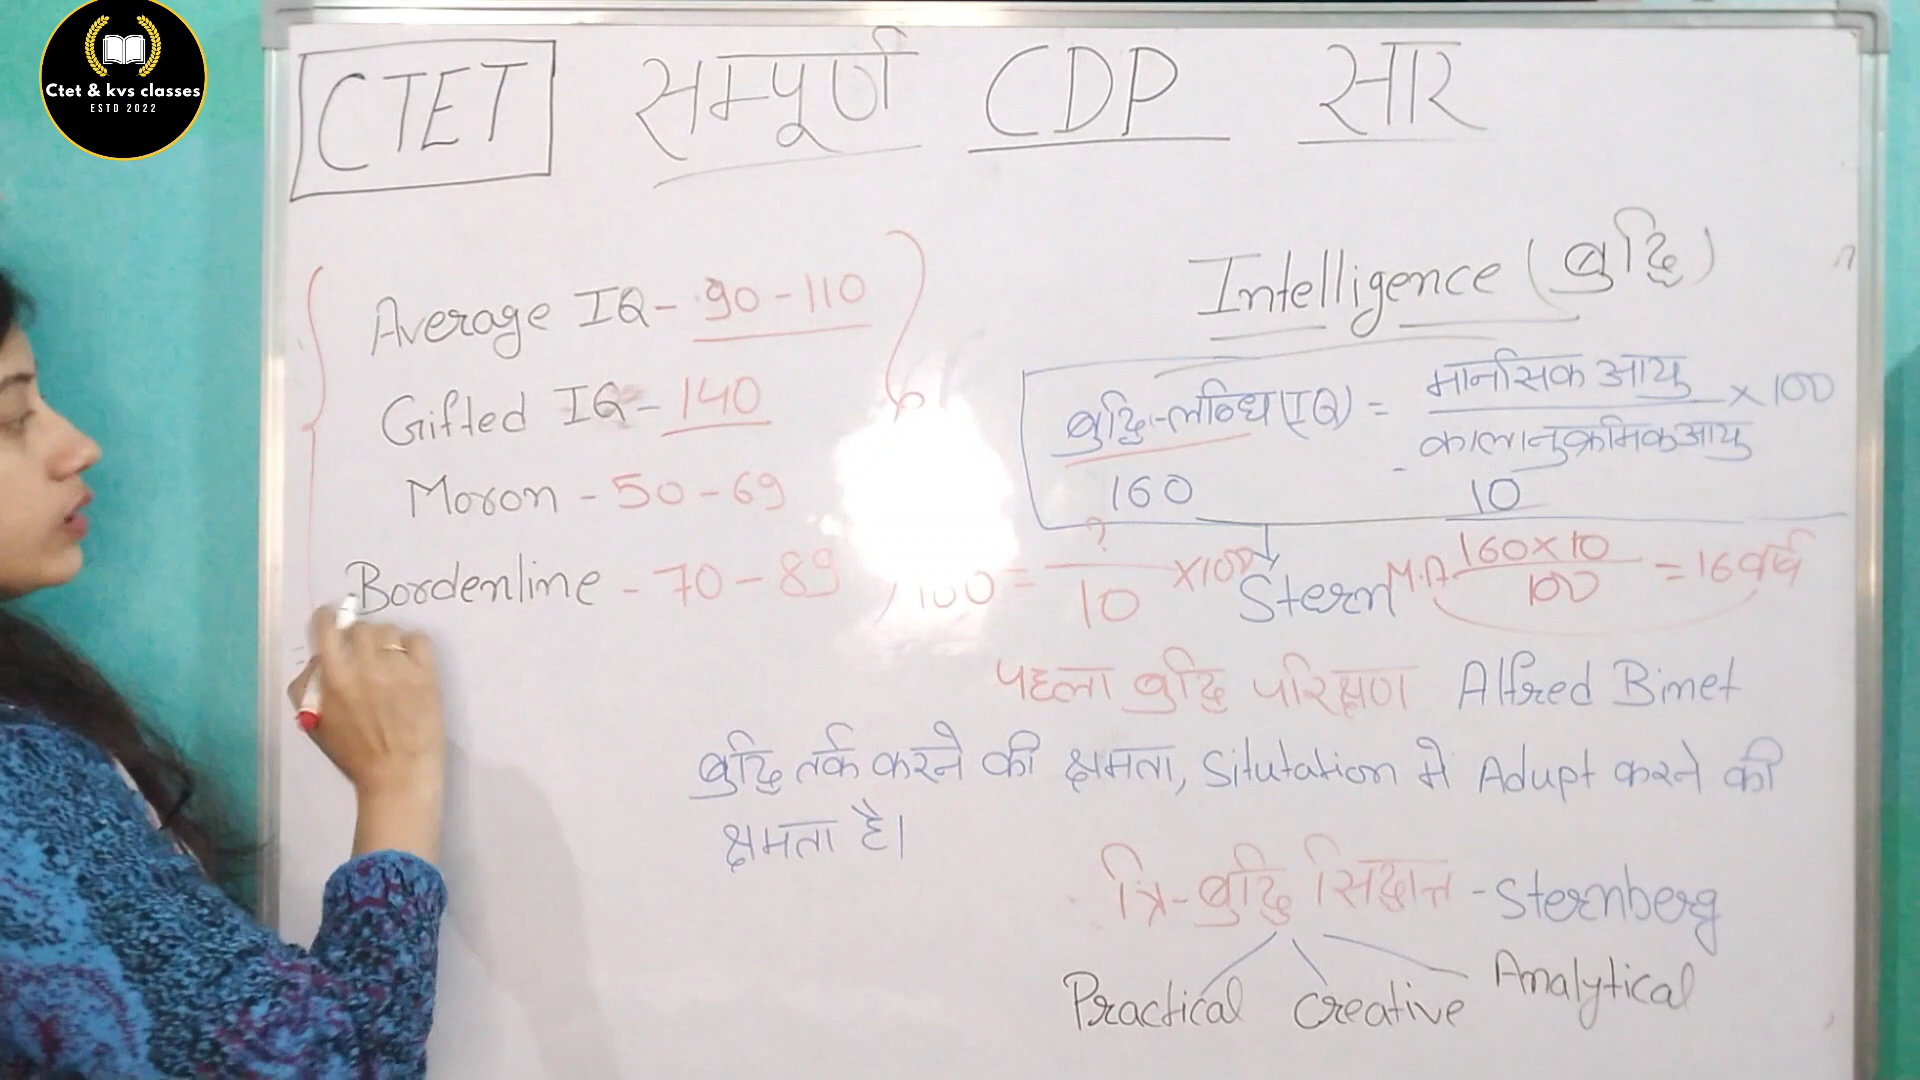 Ctet & kvs classes
ESTD 2022
CTET सम्पूर्ण CDP सार
Average IQ - 90 - 110
Gifted IQ - 140
Moron - 50 - 69
Bordenline - 70 - 89
Intelligence (बुद्धि)
बुद्धि-लब्धि (IQ) = मानसिक आयु × 100
कालानुक्रमिक आयु
160 10
?
100 = 10 ×100
Stern
M.A 160×10 = 16 वर्ष
100
पहला बुद्धि परिक्षण Alfred Binet
बुद्धि तर्क करने की क्षमता, Situtation मे Adupt करने की
क्षमता है।
त्रि-बुद्धि सिद्धान्त - Sternberg
Practical Creative Analytical